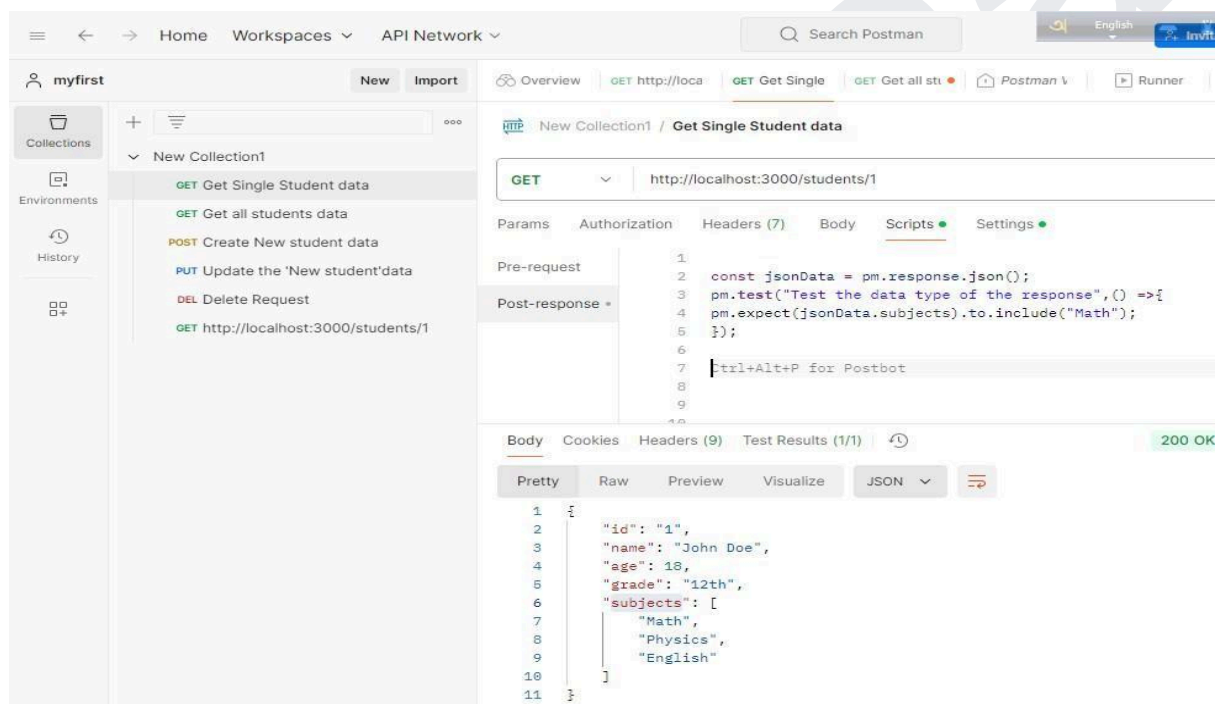 Home Workspaces API Network Search Postman English
myfirst New Import Overview GET http://loca GET Get Single GET Get all stu Postman Runner
Collections
Environments
History
ooo
New Collection1
GET Get Single Student data
GET Get all students data
POST Create New student data
PUT Update the 'New student'data
DEL Delete Request
GET http://localhost:3000/students/1
HTTP New Collection1 / Get Single Student data
GET http://localhost:3000/students/1
Params Authorization Headers (7) Body Scripts Settings
Pre-request
Post-response
1
2 const jsonData = pm.response.json();
3 pm.test("Test the data type of the response",() =>{
4 pm.expect(jsonData.subjects).to.include("Math");
5 });
6
7 Ctrl+Alt+P for Postbot
8
9
10
Body Cookies Headers (9) Test Results (1/1) 200 OK
Pretty Raw Preview Visualize JSON
1 {
2 "id": "1",
3 "name": "John Doe",
4 "age": 18,
5 "grade": "12th",
6 "subjects": [
7 "Math",
8 "Physics",
9 "English"
10 ]
11 }